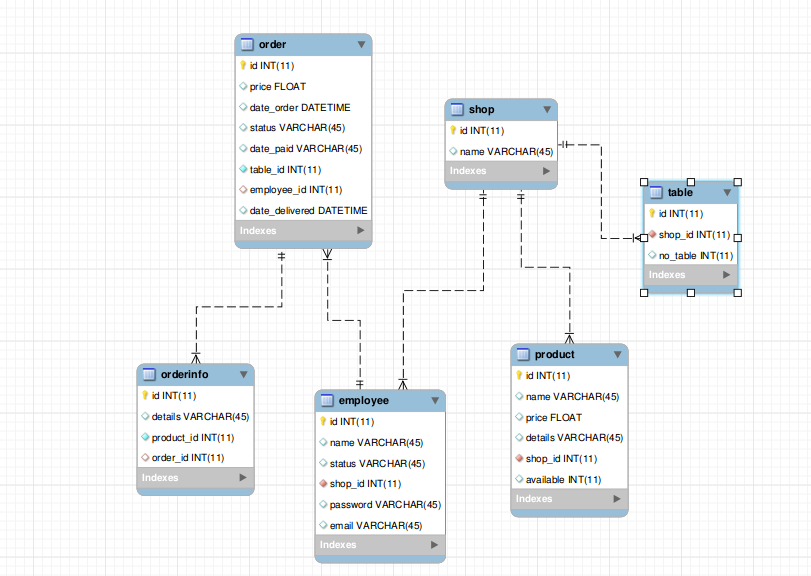 order
id INT(11)
price FLOAT
date_order DATETIME
status VARCHAR(45)
date_paid VARCHAR(45)
table_id INT(11)
employee_id INT(11)
date_delivered DATETIME
Indexes
shop
id INT(11)
name VARCHAR(45)
Indexes
table
id INT(11)
shop_id INT(11)
no_table INT(11)
Indexes
orderinfo
id INT(11)
details VARCHAR(45)
product_id INT(11)
order_id INT(11)
Indexes
employee
id INT(11)
name VARCHAR(45)
status VARCHAR(45)
shop_id INT(11)
password VARCHAR(45)
email VARCHAR(45)
Indexes
product
id INT(11)
name VARCHAR(45)
price FLOAT
details VARCHAR(45)
shop_id INT(11)
available INT(11)
Indexes